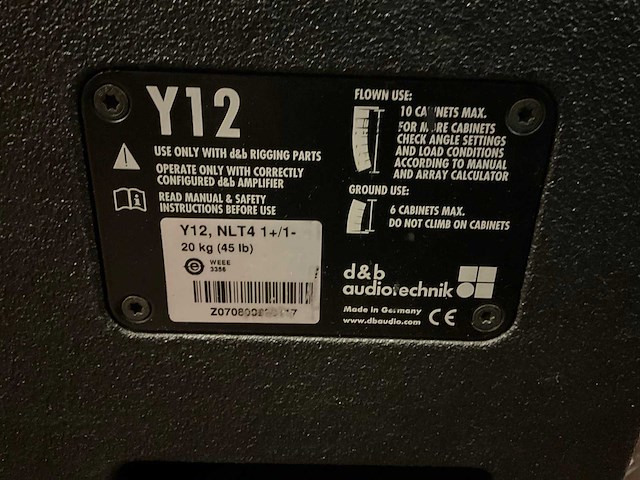 Y12
USE ONLY WITH d&b RIGGING PARTS
OPERATE ONLY WITH CORRECTLY
CONFIGURED d&b AMPLIFIER
READ MANUAL & SAFETY
INSTRUCTIONS BEFORE USE
Y12, NLT4 1+/1-
20 kg (45 lb)
WEEE
3356
FLOWN USE:
10 CABINETS MAX.
FOR MORE CABINETS
CHECK ANGLE SETTINGS
AND LOAD CONDITIONS
ACCORDING TO MANUAL
AND ARRAY CALCULATOR
GROUND USE:
6 CABINETS MAX.
DO NOT CLIMB ON CABINETS
d&b
audiotechnik
Made in Germany
www.dbaudio.com CE